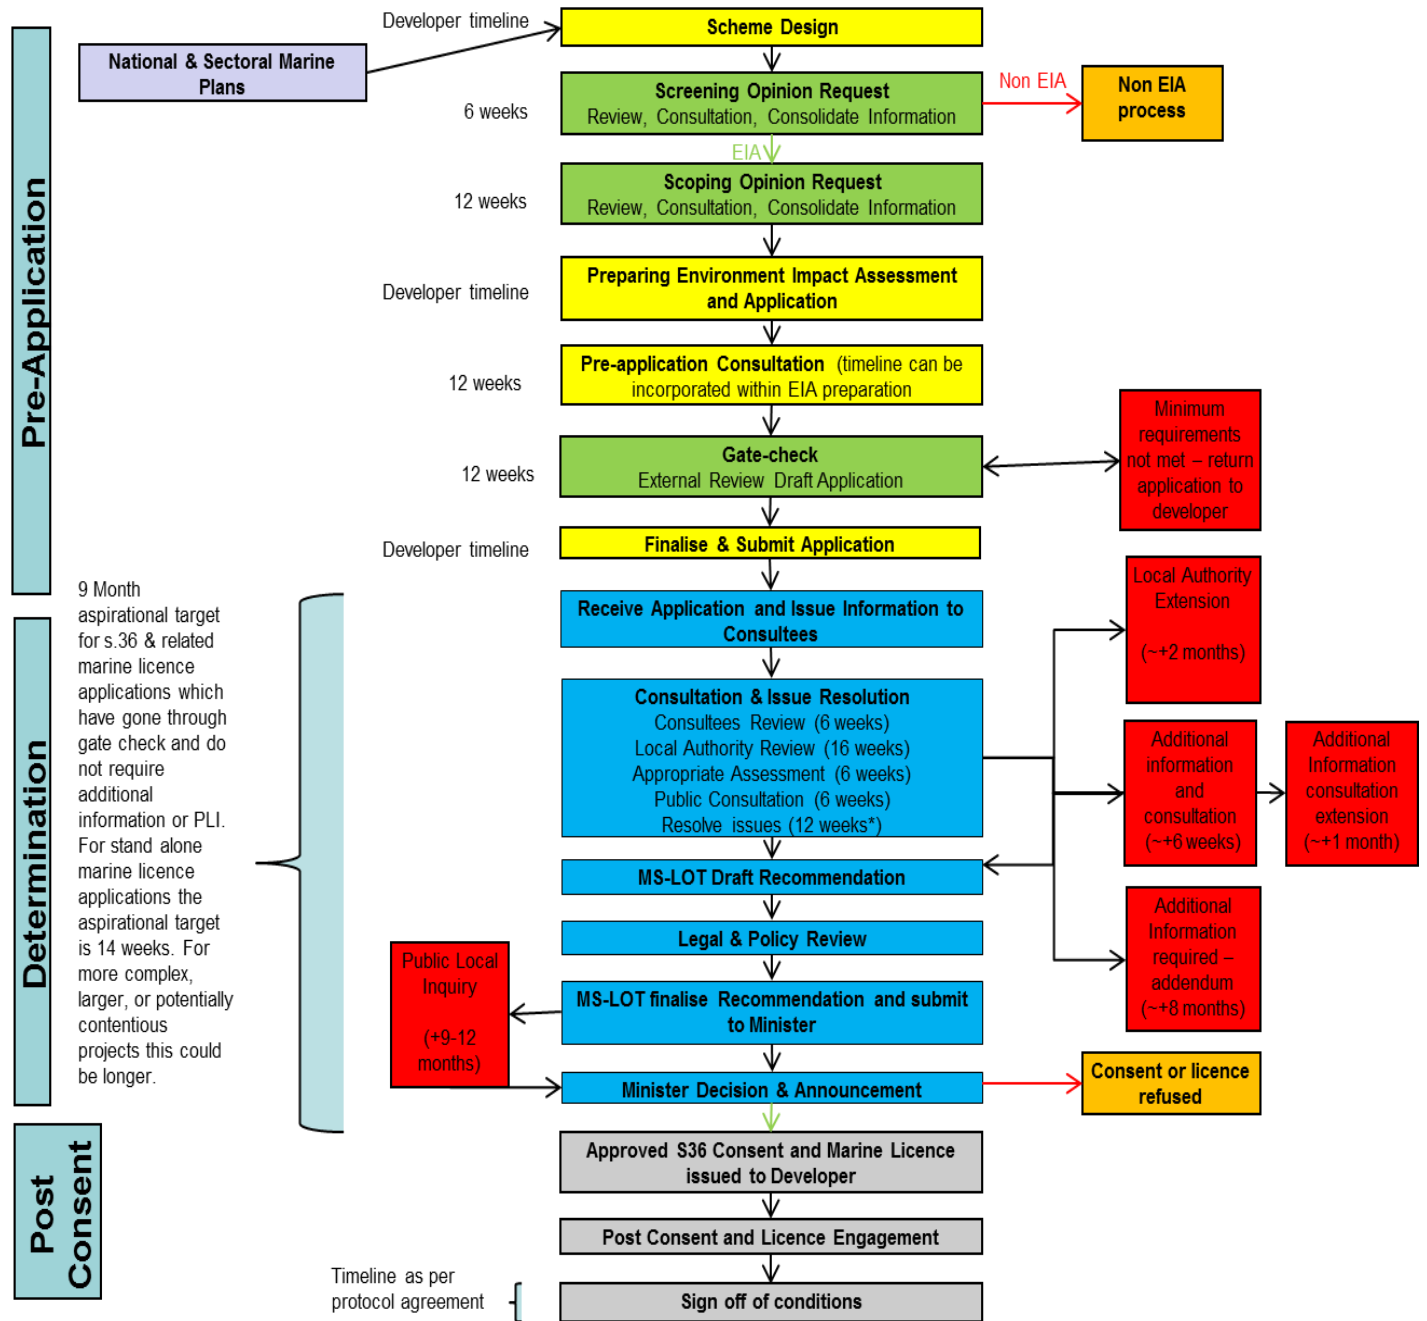 Pre-Application
Developer timeline
Scheme Design
National & Sectoral Marine
Plans
6 weeks
Screening Opinion Request
Review, Consultation, Consolidate Information
Non EIA
Non EIA
process
EIA
12 weeks
Scoping Opinion Request
Review, Consultation, Consolidate Information
Developer timeline
Preparing Environment Impact Assessment
and Application
12 weeks
Pre-application Consultation (timeline can be
incorporated within EIA preparation
12 weeks
Gate-check
External Review Draft Application
Minimum
requirements
not met – return
application to
developer
Developer timeline
Finalise & Submit Application
Determination
9 Month
aspirational target
for s.36 & related
marine licence
applications which
have gone through
gate check and do
not require
additional
information or PLI.
For stand alone
marine licence
applications the
aspirational target
is 14 weeks. For
more complex,
larger, or potentially
contentious
projects this could
be longer.
Receive Application and Issue Information to
Consultees
Local Authority
Extension
(~+2 months)
Consultation & Issue Resolution
Consultees Review (6 weeks)
Local Authority Review (16 weeks)
Appropriate Assessment (6 weeks)
Public Consultation (6 weeks)
Resolve issues (12 weeks*)
Additional
information
and
consultation
(~+6 weeks)
Additional
Information
consultation
extension
(~+1 month)
MS-LOT Draft Recommendation
Additional
Information
required –
addendum
(~+8 months)
Legal & Policy Review
Public Local
Inquiry
(+9-12
months)
MS-LOT finalise Recommendation and submit
to Minister
Minister Decision & Announcement
Consent or licence
refused
Post
Consent
Approved S36 Consent and Marine Licence
issued to Developer
Post Consent and Licence Engagement
Timeline as per
protocol agreement
Sign off of conditions